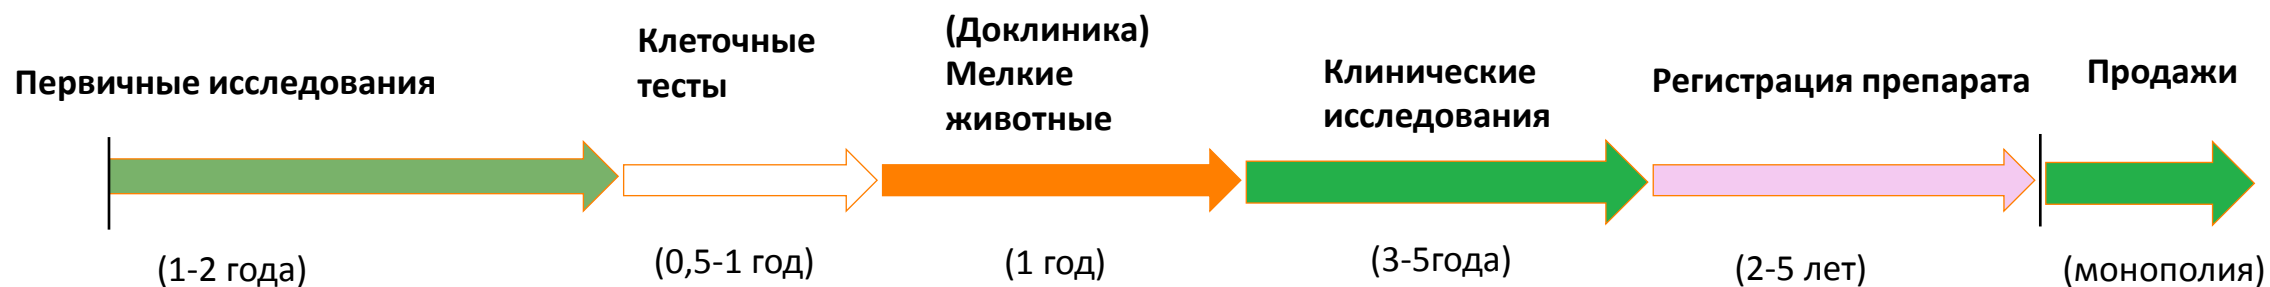 Первичные исследования
Клеточные
тесты
(Доклиника)
Мелкие
животные
Клинические
исследования
Регистрация препарата
Продажи
(1-2 года)
(0,5-1 год)
(1 год)
(3-5года)
(2-5 лет)
(монополия)